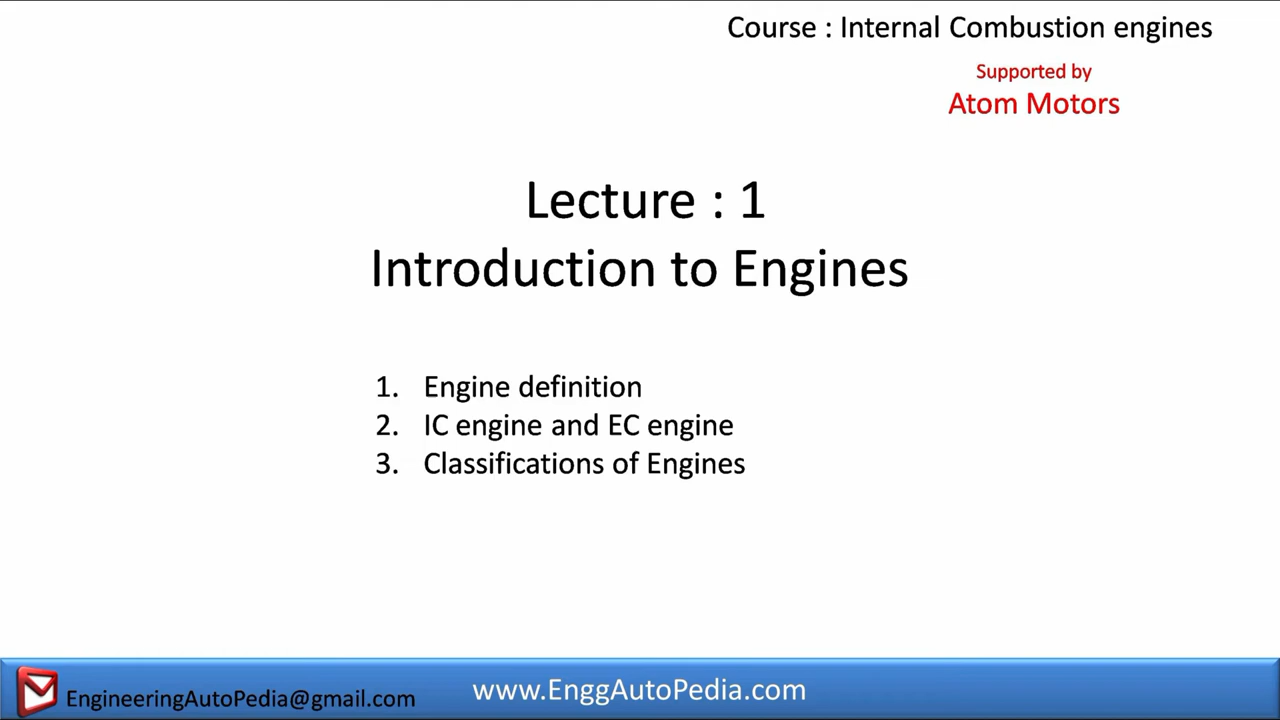 Course : Internal Combustion engines
Supported by
Atom Motors
Lecture : 1
Introduction to Engines
1. Engine definition
2. IC engine and EC engine
3. Classifications of Engines
EngineeringAutoPedia@gmail.com
www.EnggAutoPedia.com